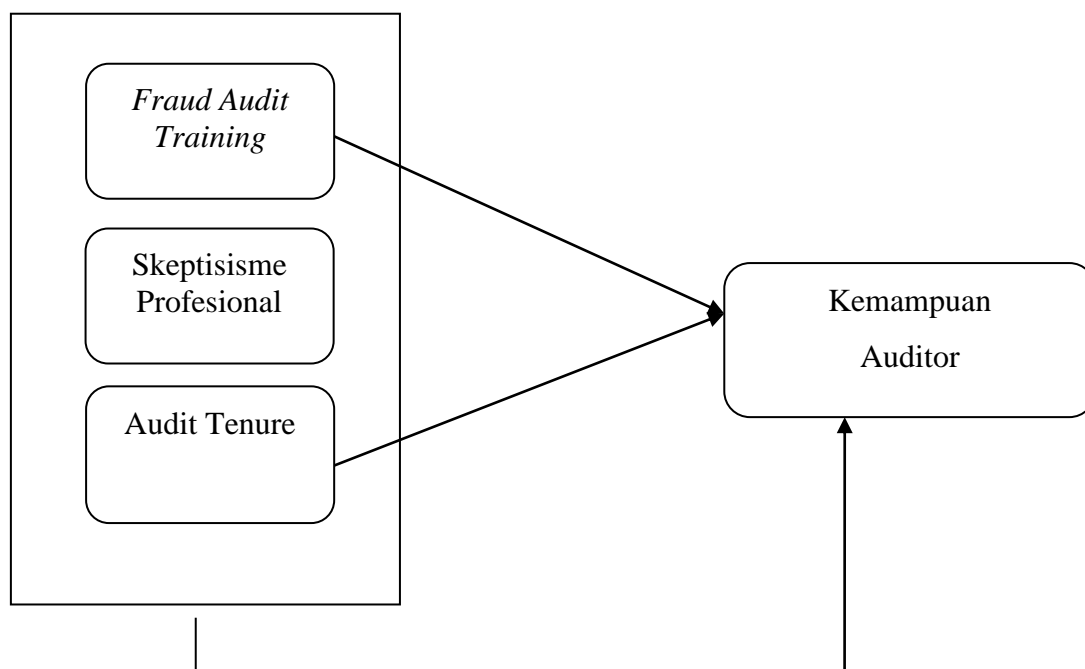 Fraud Audit
Training
Skeptisisme
Profesional
Audit Tenure
Kemampuan
Auditor